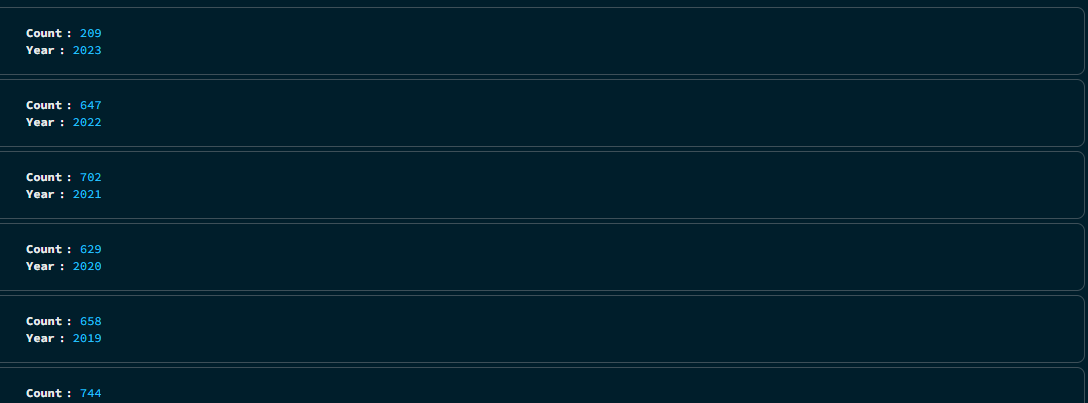 Count : 209
Year : 2023
Count : 647
Year : 2022
Count : 702
Year : 2021
Count : 629
Year : 2020
Count : 658
Year : 2019
Count : 744